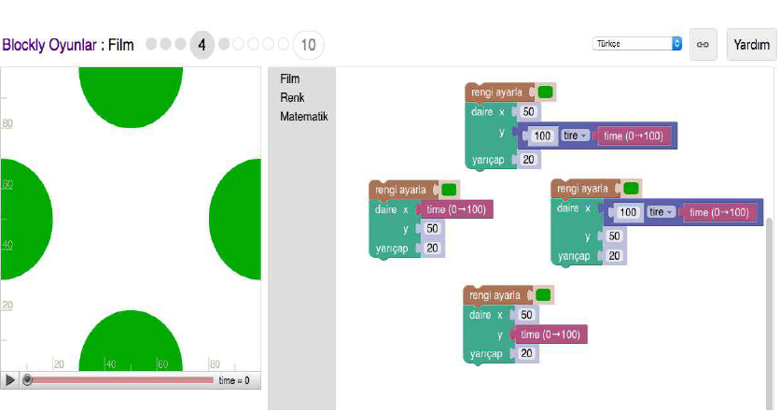 Blockly Oyunlar : Film 4 10
Türkçe
Yardım
Film
Renk
Matematik
80
60
40
20
20 40 60 80
time = 0
rengi ayarla
daire x 50
y 100 tire time (0→100)
yarıçap 20
rengi ayarla
daire x time (0→100)
y 50
yarıçap 20
rengi ayarla
daire x 100 tire time (0→100)
y 50
yarıçap 20
rengi ayarla
daire x 50
y time (0→100)
yarıçap 20